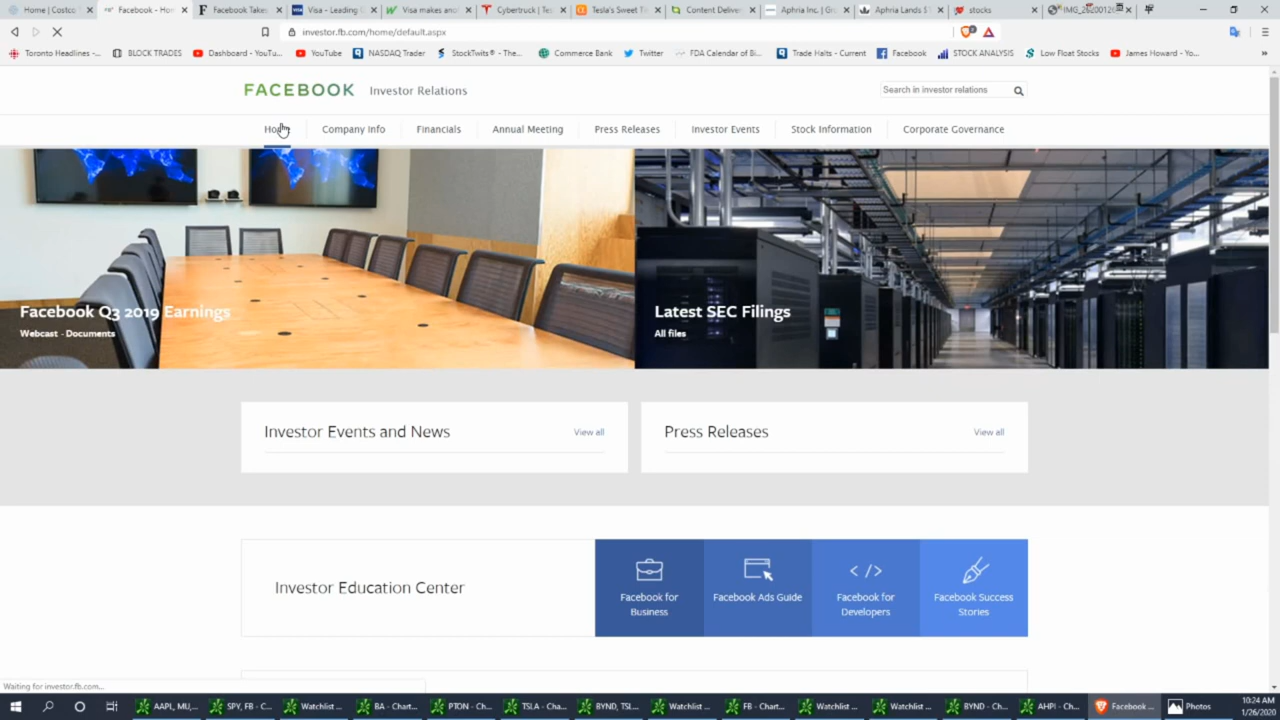 Home | Costco
Facebook - Hom
Facebook Takes
Visa - Leading
Visa makes ano
Cybertruck | Tes
Tesla's Sweet
Content Deliver
Aphria Inc. | Gr
Aphria Lands $
stocks
investor.fb.com/home/default.aspx
Toronto Headlines -... BLOCK TRADES Dashboard - YouTu... YouTube NASDAQ Trader StockTwits® - The... Commerce Bank Twitter FDA Calendar of Bi... Trade Halts - Current Facebook STOCK ANALYSIS Low Float Stocks James Howard - Yo...
FACEBOOK Investor Relations
Search in investor relations
Company Info Financials Annual Meeting Press Releases Investor Events Stock Information Corporate Governance
Facebook Q3 2019 Earnings
Webcast - Documents
Latest SEC Filings
All files
Investor Events and News View all
Press Releases View all
Investor Education Center
Facebook for
Business
Facebook Ads Guide
Facebook for
Developers
Facebook Success
Stories
Waiting for investor.fb.com...
AAPL, MU,... SPY, FB - C... Watchlist ... BA - Chart... PTON - Ch... TSLA - Cha... BYND, TSL... Watchlist ... FB - Chart... Watchlist ... Watchlist ... BYND - Ch... AHPI - Ch... Facebook ... Photos
10:24 AM
1/26/2020